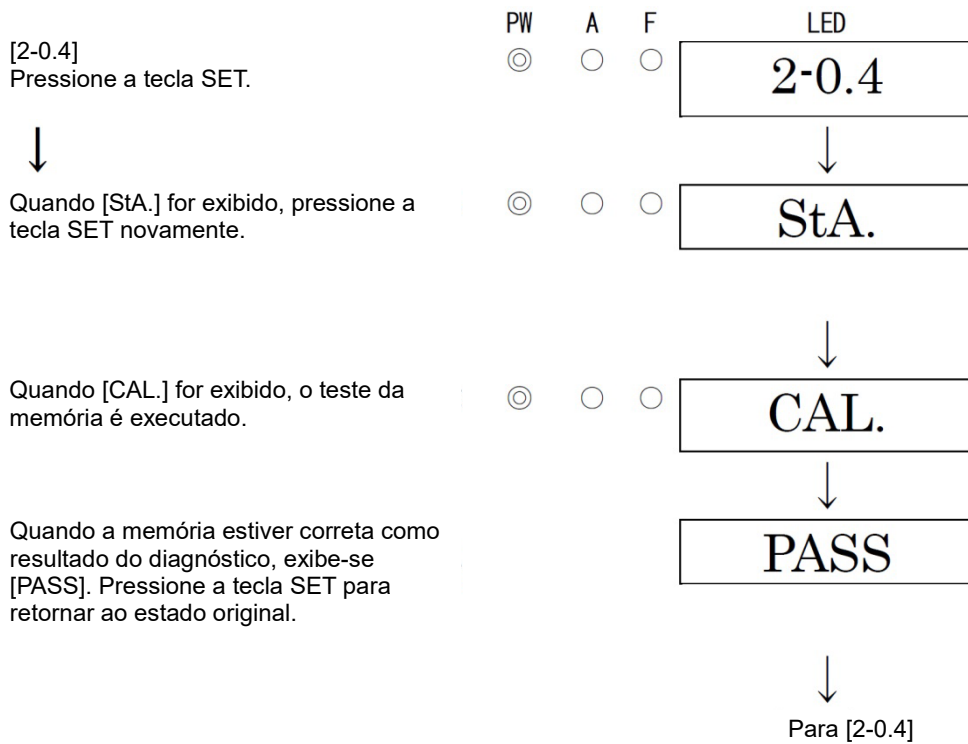 PW A F LED
[2-0.4]
Pressione a tecla SET.
2-0.4
Quando [StA.] for exibido, pressione a
tecla SET novamente.
StA.
Quando [CAL.] for exibido, o teste da
memória é executado.
CAL.
Quando a memória estiver correta como
resultado do diagnóstico, exibe-se
[PASS]. Pressione a tecla SET para
retornar ao estado original.
PASS
Para [2-0.4]